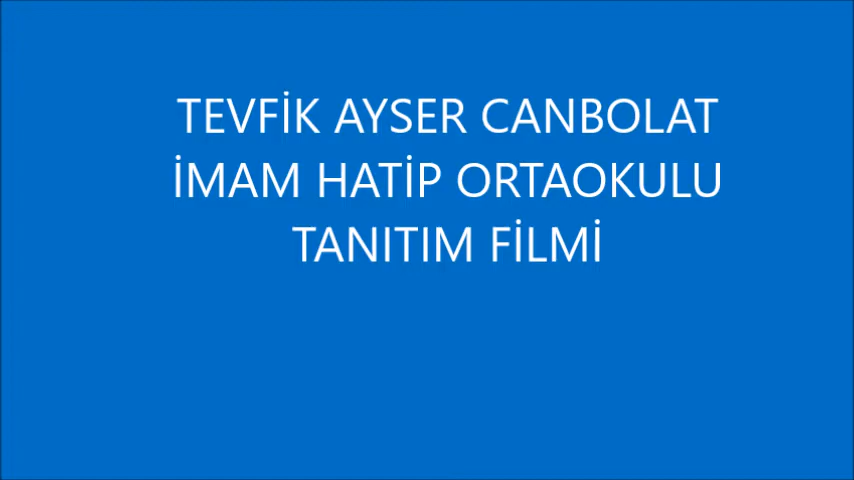 TEVFİK AYSER CANBOLAT
İMAM HATİP ORTAOKULU
TANITIM FİLMİ